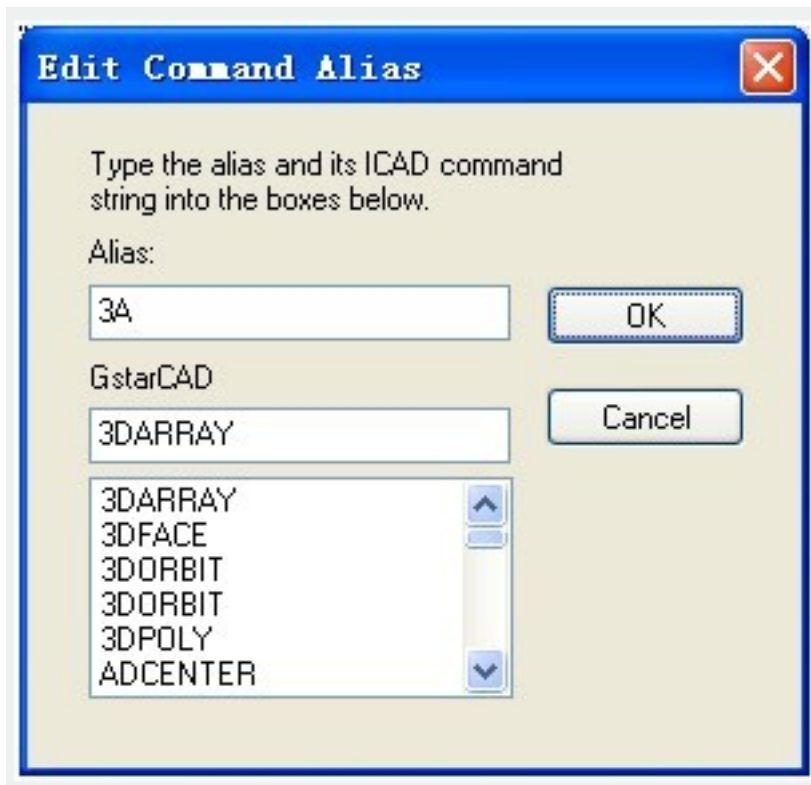 Edit Command Alias
Type the alias and its ICAD command
string into the boxes below.
Alias:
3A
OK
GstarCAD
3DARRAY
Cancel
3DARRAY
3DFACE
3DORBIT
3DORBIT
3DPOLY
ADCENTER